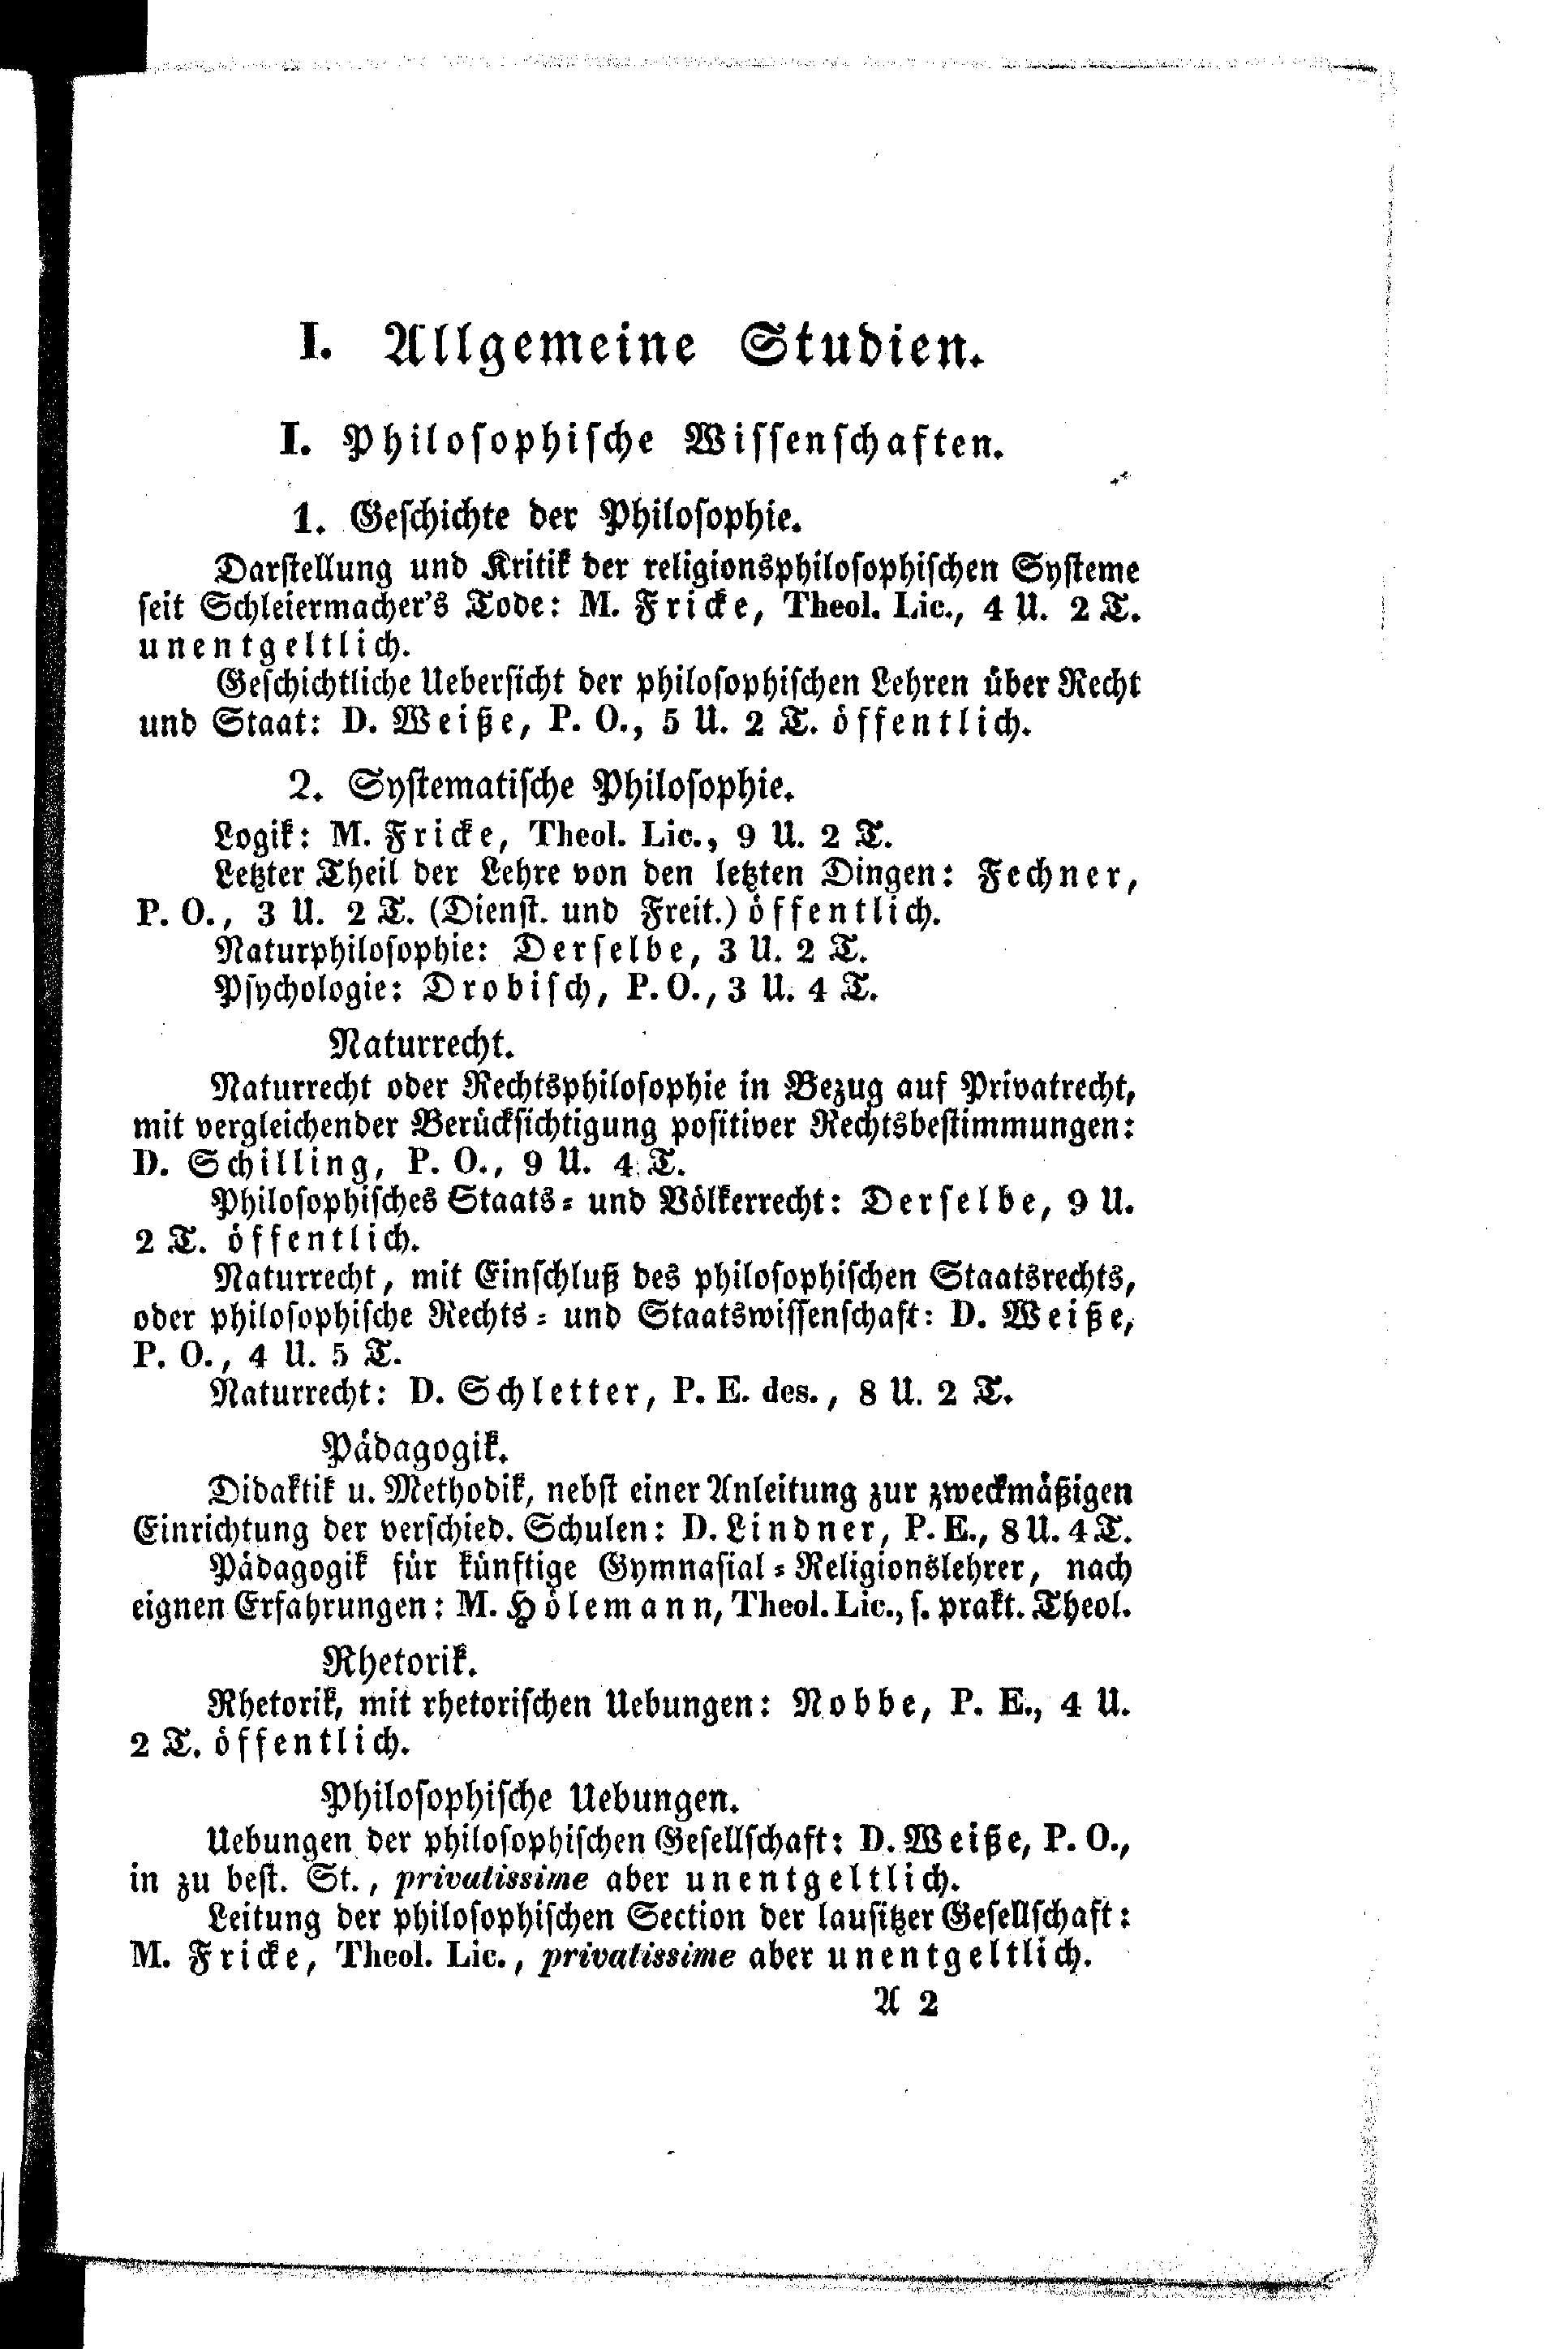 I. Allgemeine Studien.
I. Philosophische Wissenschaften.
1. Geschichte der Philosophie.
Darstellung und Kritik der religionsphilosophischen Systeme
seit Schleiermacher's Tode: M. Fricke, Theol. Lic., 4 U. 2 T.
unentgeltlich.
Geschichtliche Uebersicht der philosophischen Lehren über Recht
und Staat: D. Weiße, P. O., 5 U. 2 T. öffentlich.
2. Systematische Philosophie.
Logik: M. Fricke, Theol. Lic., 9 U. 2 T.
Letzter Theil der Lehre von den letzten Dingen: Fechner,
P. O., 3 U. 2 T. (Dienst. und Freit.) öffentlich.
Naturphilosophie: Derselbe, 3 U. 2 T.
Psychologie: Drobisch, P. O., 3 U. 4 T.
Naturrecht.
Naturrecht oder Rechtsphilosophie in Bezug auf Privatrecht,
mit vergleichender Berücksichtigung positiver Rechtsbestimmungen:
D. Schilling, P. O., 9 U. 4 T.
Philosophisches Staats- und Völkerrecht: Derselbe, 9 U.
2 T. öffentlich.
Naturrecht, mit Einschluß des philosophischen Staatsrechts,
oder philosophische Rechts- und Staatswissenschaft: D. Weiße,
P. O., 4 U. 5 T.
Naturrecht: D. Schletter, P. E. des., 8 U. 2 T.
Pädagogik.
Didaktik u. Methodik, nebst einer Anleitung zur zweckmäßigen
Einrichtung der verschied. Schulen: D. Lindner, P. E., 8 U. 4 T.
Pädagogik für künftige Gymnasial-Religionslehrer, nach
eignen Erfahrungen: M. Hölemann, Theol. Lic., s. prakt. Theol.
Rhetorik.
Rhetorik, mit rhetorischen Uebungen: Nobbe, P. E., 4 U.
2 T. öffentlich.
Philosophische Uebungen.
Uebungen der philosophischen Gesellschaft: D. Weiße, P. O.,
in zu best. St., privatissime aber unentgeltlich.
Leitung der philosophischen Section der lausitzer Gesellschaft:
M. Fricke, Theol. Lic., privatissime aber unentgeltlich.
A 2